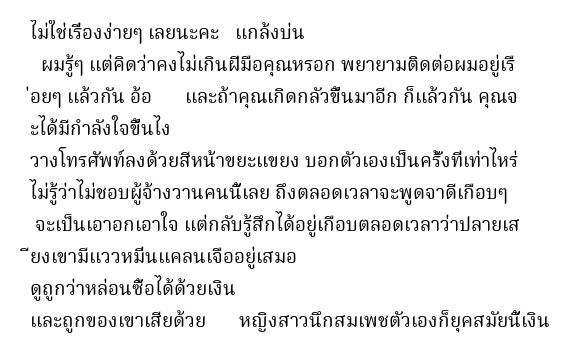 ไม่ใช่เรื่องง่ายๆ เลยนะคะ แกล้งบ่น
ผมรู้ๆ แต่คิดว่าคงไม่เกินฝีมือคุณหรอก พยายามติดต่อผมอยู่เรื
่อยๆ แล้วกัน อ้อ และถ้าคุณเกิดกลัวขึ้นมาอีก ก็แล้วกัน คุณจ
ะได้มีกำลังใจขึ้นไง
วางโทรศัพท์ลงด้วยสีหน้าขยะแขยง บอกตัวเองเป็นครั้งที่เท่าไหร่
ไม่รู้ว่าไม่ชอบผู้จ้างวานคนนี้เลย ถึงตลอดเวลาจะพูดจาดีเกือบๆ
จะเป็นเอาอกเอาใจ แต่กลับรู้สึกได้อยู่เกือบตลอดเวลาว่าปลายเส
ียงเขามีแววหมิ่นแคลนเจืออยู่เสมอ
ดูถูกว่าหล่อนซื้อได้ด้วยเงิน
และถูกของเขาเสียด้วย หญิงสาวนึกสมเพชตัวเองก็ยุคสมัยนี้เงิน